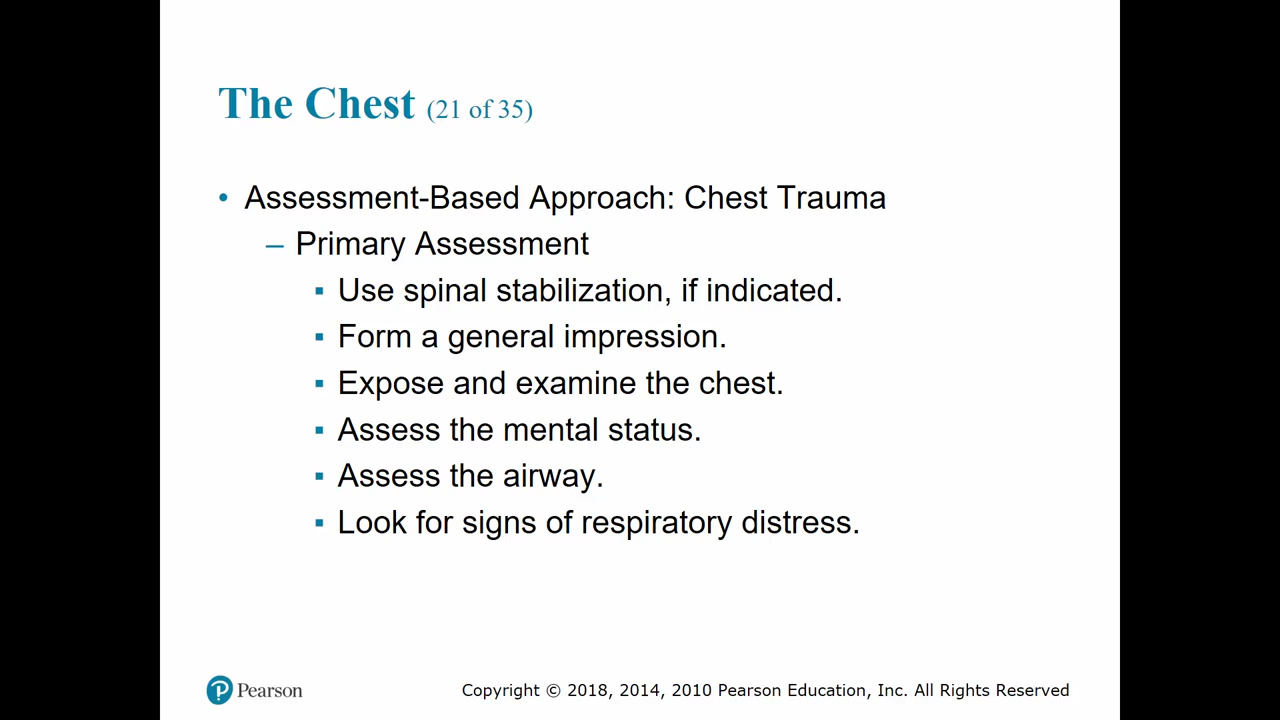 The Chest (21 of 35)
• Assessment-Based Approach: Chest Trauma
– Primary Assessment
▪ Use spinal stabilization, if indicated.
▪ Form a general impression.
▪ Expose and examine the chest.
▪ Assess the mental status.
▪ Assess the airway.
▪ Look for signs of respiratory distress.
P Pearson
Copyright © 2018, 2014, 2010 Pearson Education, Inc. All Rights Reserved